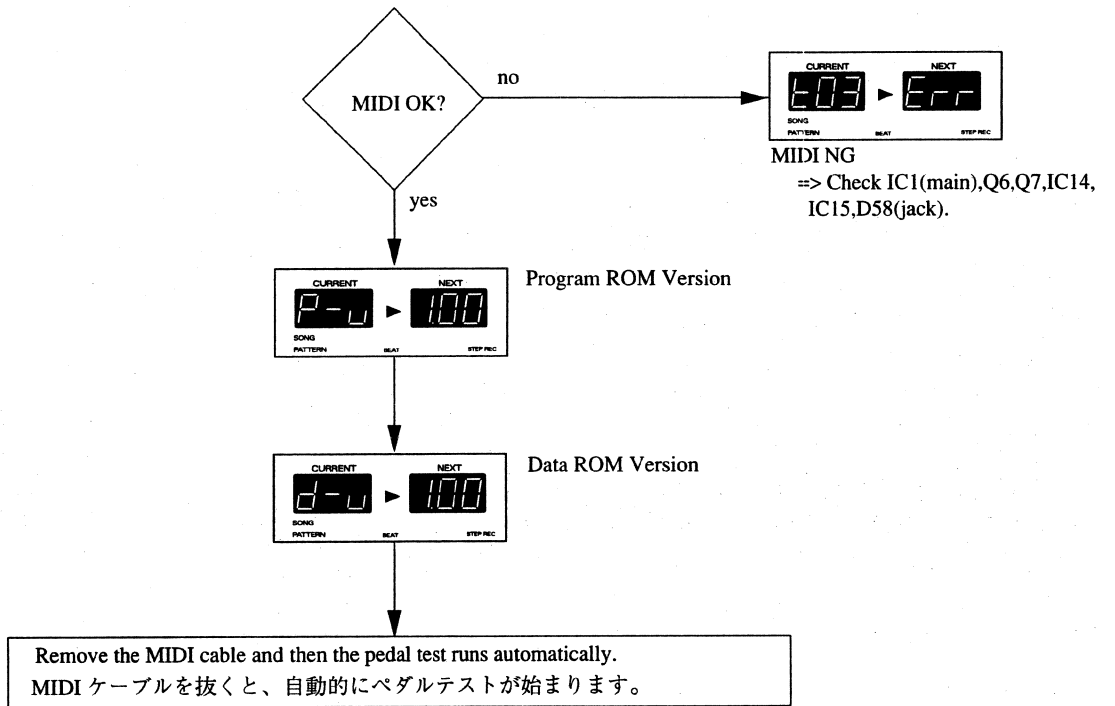 MIDI OK?
no
yes
CURRENT NEXT
t03 ► Err
SONG
PATTERN BEAT STEP REC
MIDI NG
=> Check IC1(main),Q6,Q7,IC14,
IC15,D58(jack).
CURRENT NEXT
P-u ► 1.00
SONG
PATTERN BEAT STEP REC
Program ROM Version
CURRENT NEXT
d-u ► 1.00
SONG
PATTERN BEAT STEP REC
Data ROM Version
Remove the MIDI cable and then the pedal test runs automatically.
MIDI ケーブルを抜くと、自動的にペダルテストが始まります。